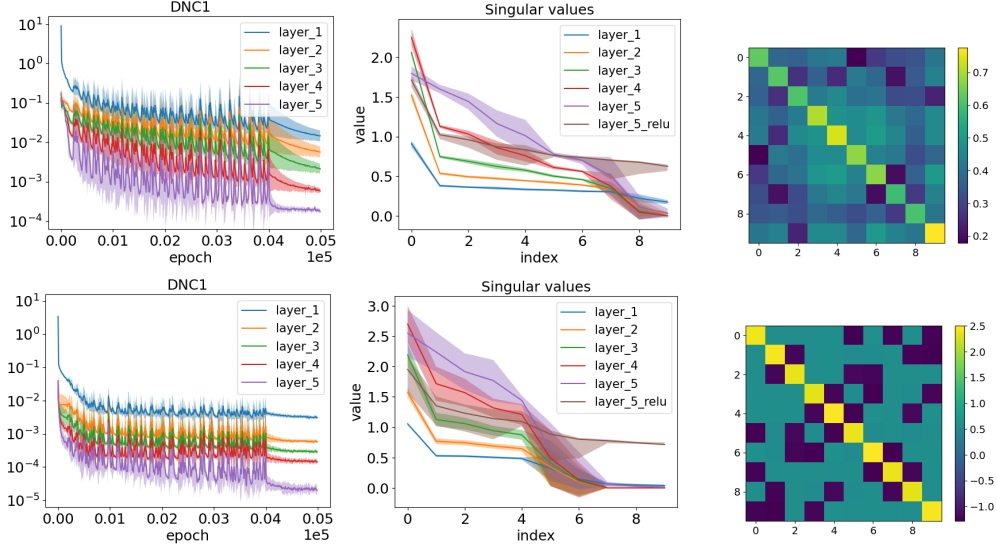 DNC1
10¹
10⁰
10⁻¹
10⁻²
10⁻³
10⁻⁴
0.00 0.01 0.02 0.03 0.04 0.05
epoch
1e5
layer_1
layer_2
layer_3
layer_4
layer_5
Singular values
value
2.0
1.5
1.0
0.5
0.0
0 2 4 6 8
index
layer_1
layer_2
layer_3
layer_4
layer_5
layer_5_relu
0
2
4
6
8
0 2 4 6 8
0.7
0.6
0.5
0.4
0.3
0.2
DNC1
10¹
10⁰
10⁻¹
10⁻²
10⁻³
10⁻⁴
10⁻⁵
0.00 0.01 0.02 0.03 0.04 0.05
epoch
1e5
layer_1
layer_2
layer_3
layer_4
layer_5
Singular values
value
3.0
2.5
2.0
1.5
1.0
0.5
0.0
0 2 4 6 8
index
layer_1
layer_2
layer_3
layer_4
layer_5
layer_5_relu
0
2
4
6
8
0 2 4 6 8
2.5
2.0
1.5
1.0
0.5
0.0
−0.5
−1.0